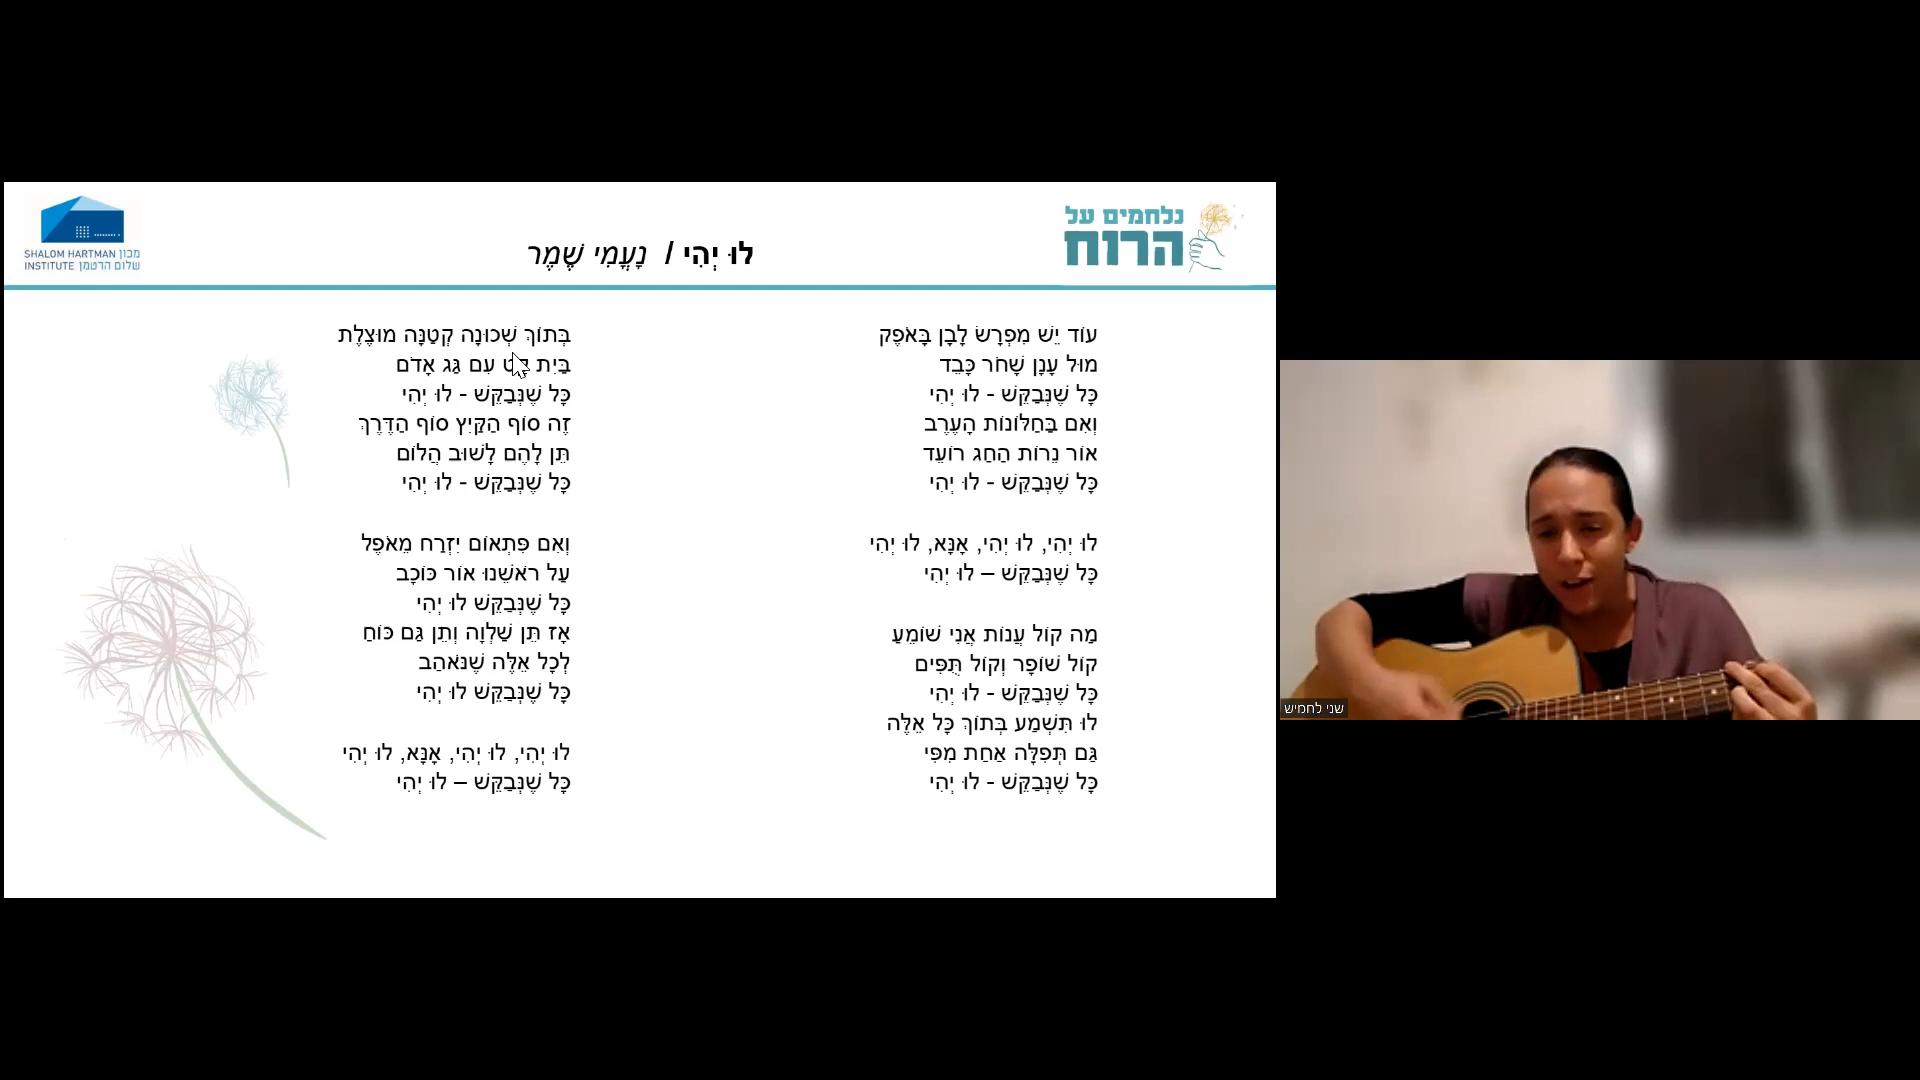 SHALOM HARTMAN מכון
INSTITUTE שלום הרטמן
לוּ יְהִי / נָעֳמִי שֶׁמֶר
נלחמים על
הרוח
עוֹד יֵשׁ מִפְרָשׂ לָבָן בָּאֹפֶק
מוּל עָנָן שָׁחֹר כָּבֵד
כָּל שֶׁנְּבַקֵּשׁ - לוּ יְהִי
וְאִם בַּחַלּוֹנוֹת הָעֶרֶב
אוֹר נֵרוֹת הַחַג רוֹעֵד
כָּל שֶׁנְּבַקֵּשׁ - לוּ יְהִי
לוּ יְהִי, לוּ יְהִי, אָנָּא, לוּ יְהִי
כָּל שֶׁנְּבַקֵּשׁ – לוּ יְהִי
מַה קוֹל עֲנוֹת אֲנִי שׁוֹמֵעַ
קוֹל שׁוֹפָר וְקוֹל תֻּפִּים
כָּל שֶׁנְּבַקֵּשׁ - לוּ יְהִי
לוּ תִּשְׁמַע בְּתוֹךְ כָּל אֵלֶּה
גַּם תְּפִלָּה אַחַת מִפִּי
כָּל שֶׁנְּבַקֵּשׁ - לוּ יְהִי
בְּתוֹךְ שְׁכוּנָה קְטַנָּה מוּצֶלֶת
בַּיִת עִם גַּג אָדֹם
כָּל שֶׁנְּבַקֵּשׁ - לוּ יְהִי
זֶה סוֹף הַקַּיִץ סוֹף הַדֶּרֶךְ
תֵּן לָהֶם לָשׁוּב הֲלוֹם
כָּל שֶׁנְּבַקֵּשׁ - לוּ יְהִי
וְאִם פִּתְאוֹם יִזְרַח מֵאֹפֶל
עַל רֹאשֵׁנוּ אוֹר כּוֹכָב
כָּל שֶׁנְּבַקֵּשׁ לוּ יְהִי
אָז תֵּן שַׁלְוָה וְתֵן גַּם כּוֹחַ
לְכָל אֵלֶּה שֶׁנֹּאהַב
כָּל שֶׁנְּבַקֵּשׁ לוּ יְהִי
לוּ יְהִי, לוּ יְהִי, אָנָּא, לוּ יְהִי
כָּל שֶׁנְּבַקֵּשׁ – לוּ יְהִי
שני לחמיש